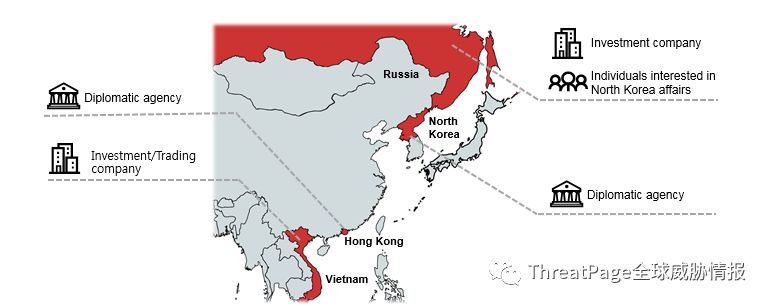 Investment company
Russia
Individuals interested in
North Korea affairs
Diplomatic agency
North
Korea
Investment/Trading
company
Diplomatic agency
Hong Kong
Vietnam
ThreatPage全球威胁情报